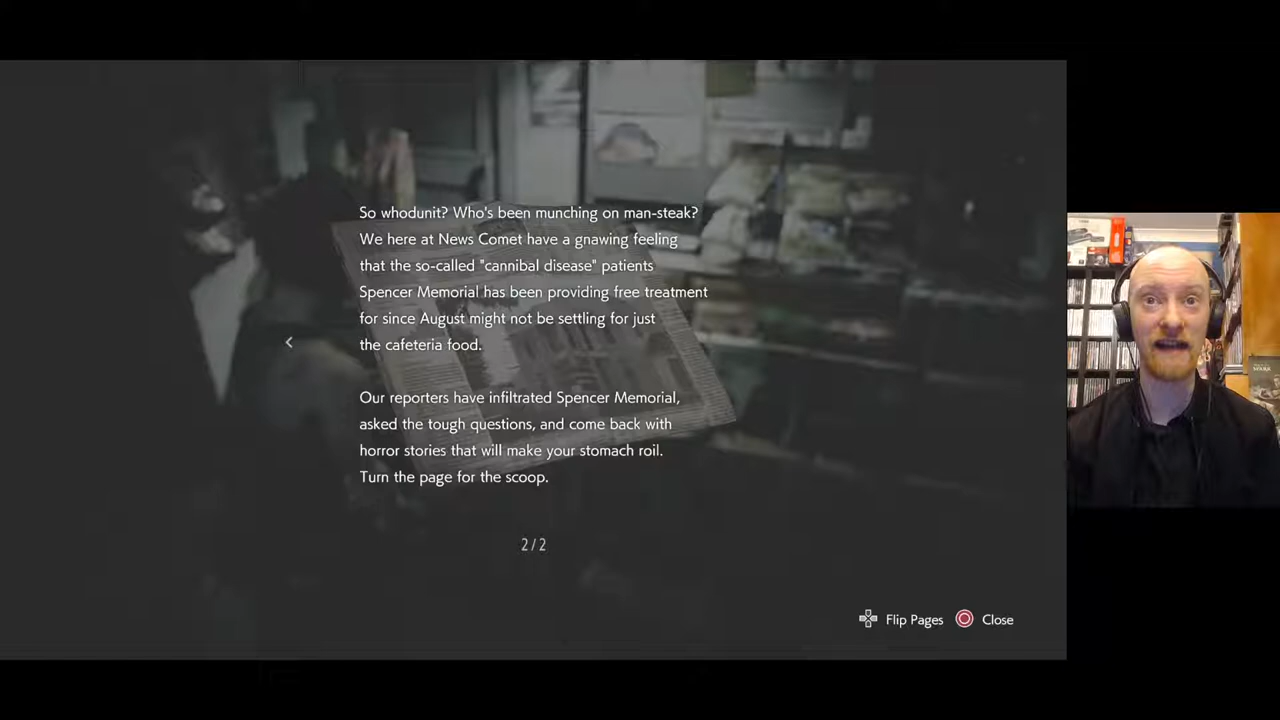 So whodunit? Who's been munching on man-steak?
We here at News Comet have a gnawing feeling
that the so-called "cannibal disease" patients
Spencer Memorial has been providing free treatment
for since August might not be settling for just
the cafeteria food.
Our reporters have infiltrated Spencer Memorial,
asked the tough questions, and come back with
horror stories that will make your stomach roil.
Turn the page for the scoop.
2/2
Flip Pages Close